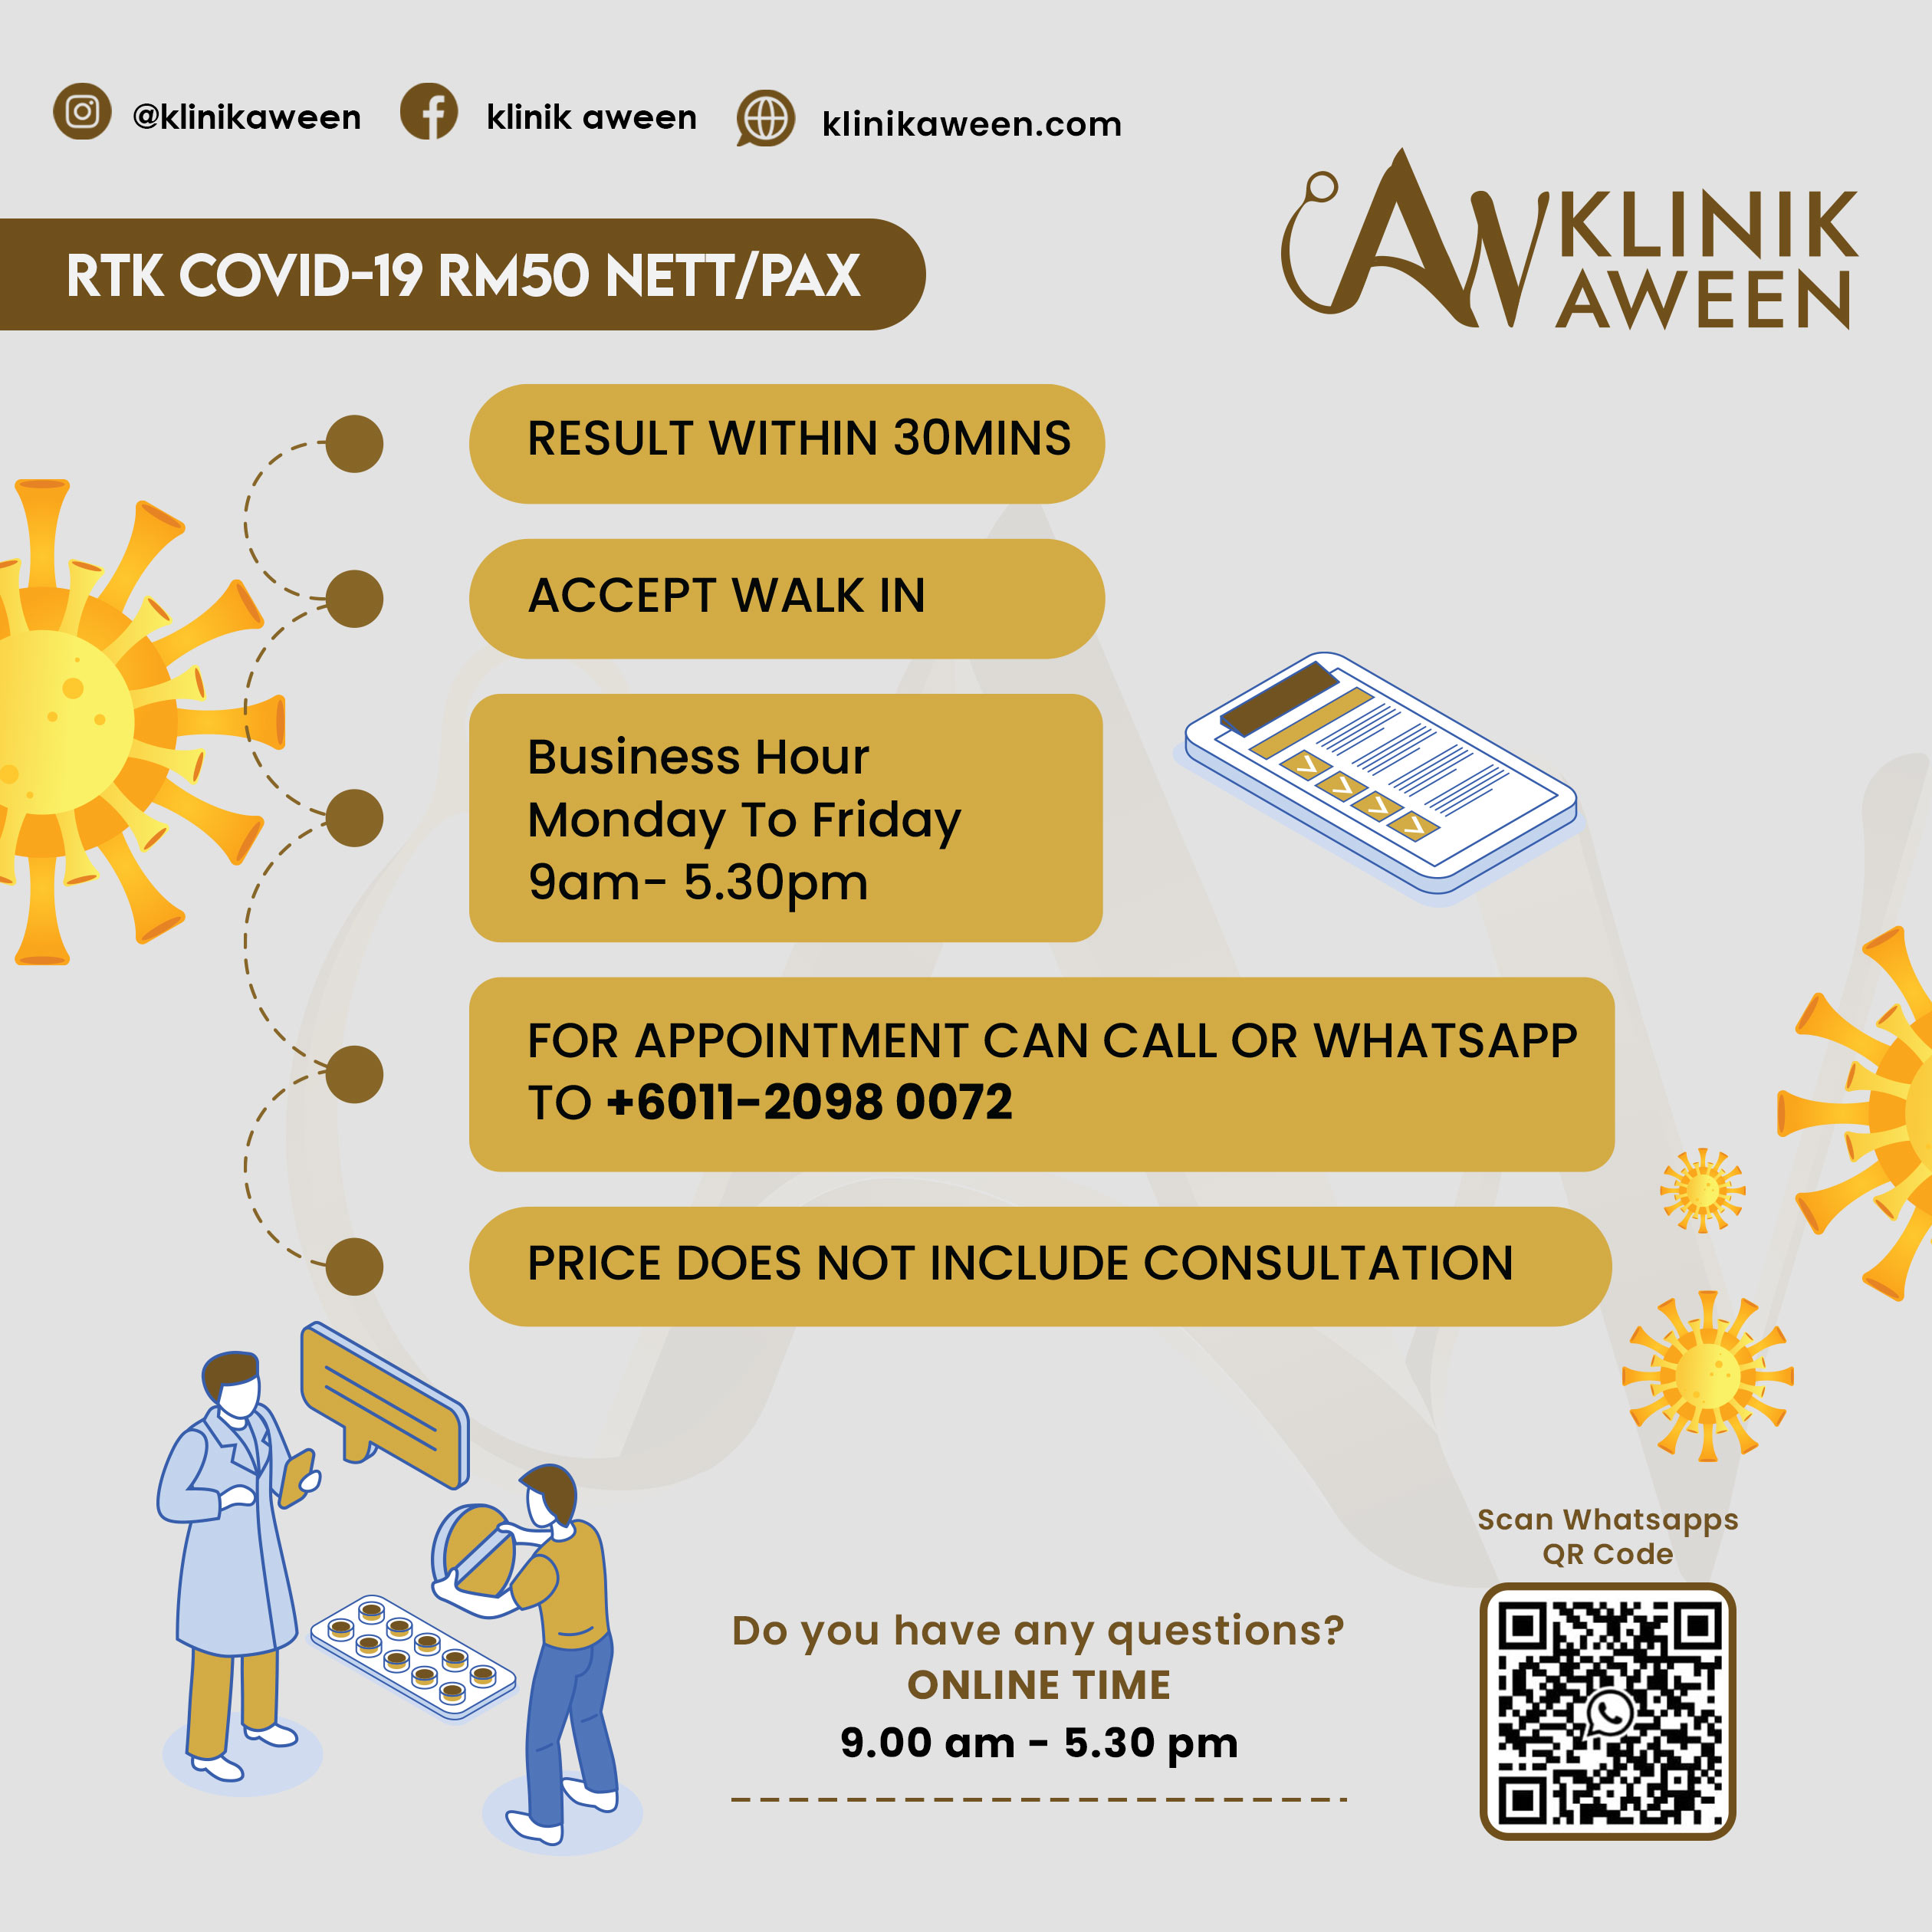 @klinikaween
klinik aween
klinikaween.com
KLINIK
AWEEN
RTK COVID-19 RM50 NETT/PAX
RESULT WITHIN 30MINS
ACCEPT WALK IN
Business Hour
Monday To Friday
9am- 5.30pm
FOR APPOINTMENT CAN CALL OR WHATSAPP
TO +6011-2098 0072
PRICE DOES NOT INCLUDE CONSULTATION
Scan Whatsapps
QR Code
Do you have any questions?
ONLINE TIME
9.00 am - 5.30 pm